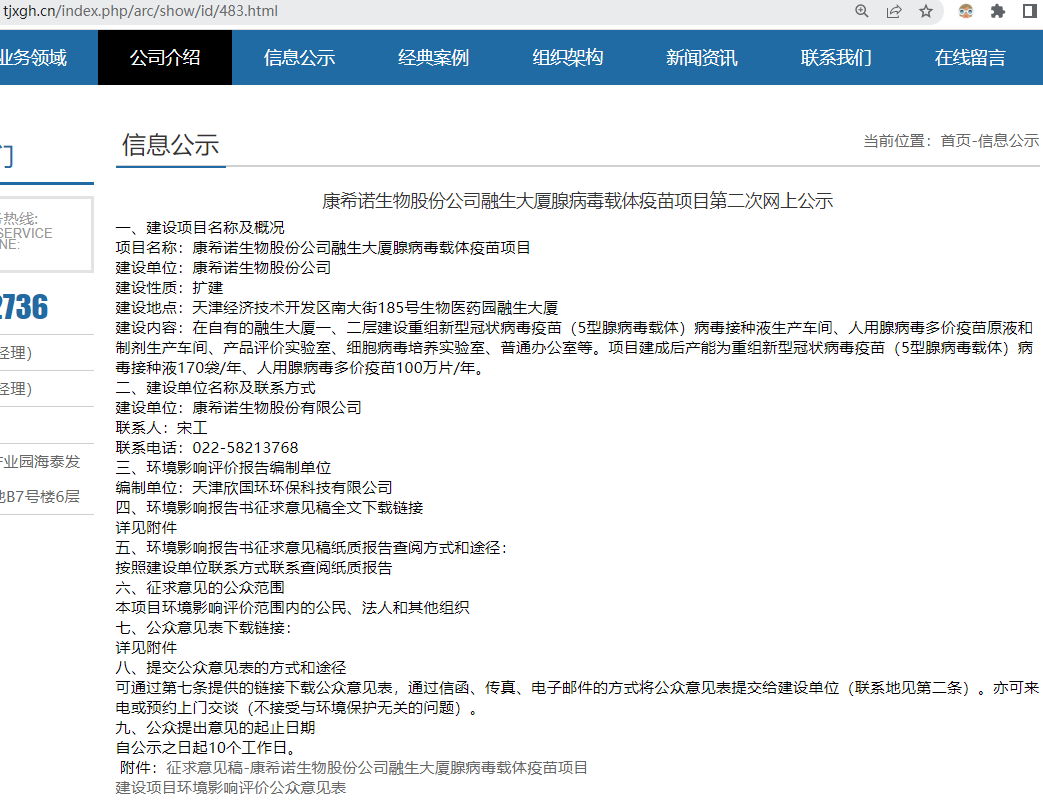 tjxgh.cn/index.php/arc/show/id/483.html
业务领域 公司介绍 信息公示 经典案例 组织架构 新闻资讯 联系我们 在线留言
们
信息公示
当前位置：首页-信息公示
热线:
SERVICE
NE:
2736
经理)
经理)
业园海泰发
B7号楼6层
康希诺生物股份公司融生大厦腺病毒载体疫苗项目第二次网上公示
一、建设项目名称及概况
项目名称：康希诺生物股份公司融生大厦腺病毒载体疫苗项目
建设单位：康希诺生物股份公司
建设性质：扩建
建设地点：天津经济技术开发区南大街185号生物医药园融生大厦
建设内容：在自有的融生大厦一、二层建设重组新型冠状病毒疫苗（5型腺病毒载体）病毒接种液生产车间、人用腺病毒多价疫苗原液和
制剂生产车间、产品评价实验室、细胞病毒培养实验室、普通办公室等。项目建成后产能为重组新型冠状病毒疫苗（5型腺病毒载体）病
毒接种液170袋/年、人用腺病毒多价疫苗100万片/年。
二、建设单位名称及联系方式
建设单位：康希诺生物股份有限公司
联系人：宋工
联系电话：022-58213768
三、环境影响评价报告编制单位
编制单位：天津欣国环环保科技有限公司
四、环境影响报告书征求意见稿全文下载链接
详见附件
五、环境影响报告书征求意见稿纸质报告查阅方式和途径：
按照建设单位联系方式联系查阅纸质报告
六、征求意见的公众范围
本项目环境影响评价范围内的公民、法人和其他组织
七、公众意见表下载链接：
详见附件
八、提交公众意见表的方式和途径
可通过第七条提供的链接下载公众意见表，通过信函、传真、电子邮件的方式将公众意见表提交给建设单位（联系地见第二条）。亦可来
电或预约上门交谈（不接受与环境保护无关的问题）。
九、公众提出意见的起止日期
自公示之日起10个工作日。
附件：征求意见稿-康希诺生物股份公司融生大厦腺病毒载体疫苗项目
建设项目环境影响评价公众意见表